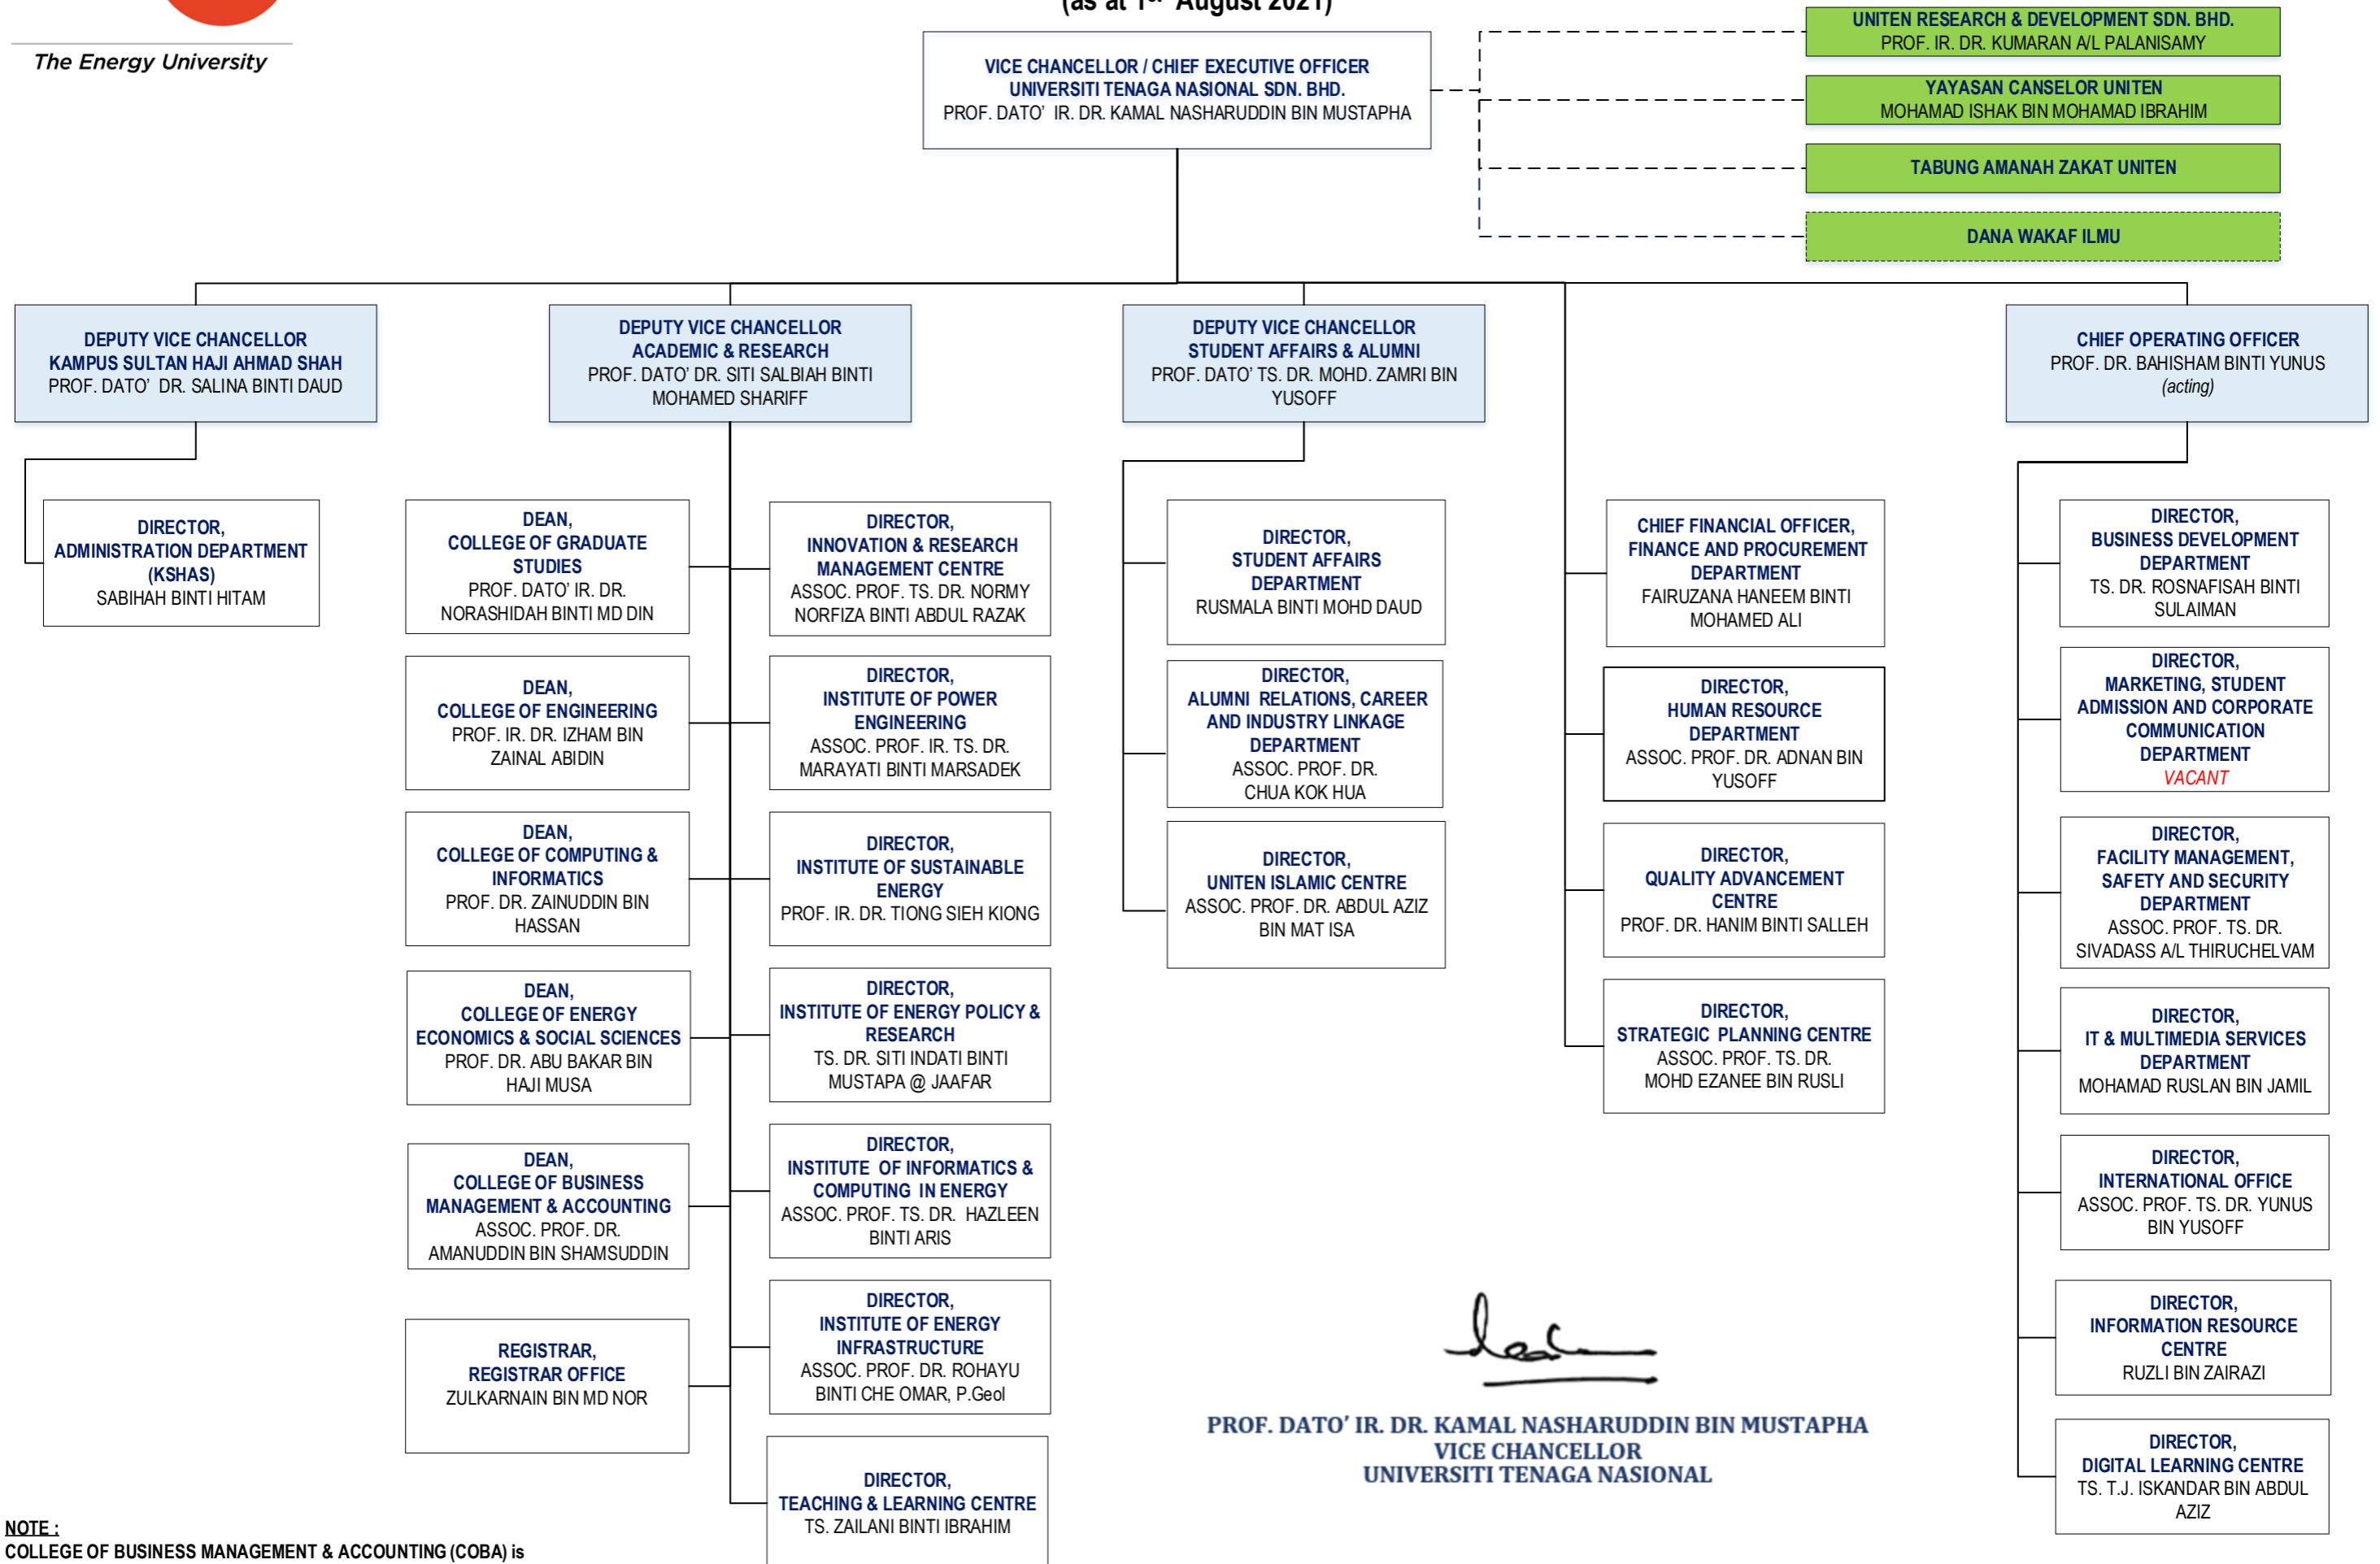 (as at 1st August 2021)
The Energy University
VICE CHANCELLOR / CHIEF EXECUTIVE OFFICER
UNIVERSITI TENAGA NASIONAL SDN. BHD.
PROF. DATO' IR. DR. KAMAL NASHARUDDIN BIN MUSTAPHA
UNITEN RESEARCH & DEVELOPMENT SDN. BHD.
PROF. IR. DR. KUMARAN A/L PALANISAMY
YAYASAN CANSELOR UNITEN
MOHAMAD ISHAK BIN MOHAMAD IBRAHIM
TABUNG AMANAH ZAKAT UNITEN
DANA WAKAF ILMU
DEPUTY VICE CHANCELLOR
KAMPUS SULTAN HAJI AHMAD SHAH
PROF. DATO' DR. SALINA BINTI DAUD
DEPUTY VICE CHANCELLOR
ACADEMIC & RESEARCH
PROF. DATO' DR. SITI SALBIAH BINTI
MOHAMED SHARIFF
DEPUTY VICE CHANCELLOR
STUDENT AFFAIRS & ALUMNI
PROF. DATO' TS. DR. MOHD. ZAMRI BIN
YUSOFF
CHIEF OPERATING OFFICER
PROF. DR. BAHISHAM BINTI YUNUS
(acting)
DIRECTOR,
ADMINISTRATION DEPARTMENT
(KSHAS)
SABIHAH BINTI HITAM
DEAN,
COLLEGE OF GRADUATE
STUDIES
PROF. DATO' IR. DR.
NORASHIDAH BINTI MD DIN
DEAN,
COLLEGE OF ENGINEERING
PROF. IR. DR. IZHAM BIN
ZAINAL ABIDIN
DEAN,
COLLEGE OF COMPUTING &
INFORMATICS
PROF. DR. ZAINUDDIN BIN
HASSAN
DEAN,
COLLEGE OF ENERGY
ECONOMICS & SOCIAL SCIENCES
PROF. DR. ABU BAKAR BIN
HAJI MUSA
DEAN,
COLLEGE OF BUSINESS
MANAGEMENT & ACCOUNTING
ASSOC. PROF. DR.
AMANUDDIN BIN SHAMSUDDIN
REGISTRAR,
REGISTRAR OFFICE
ZULKARNAIN BIN MD NOR
DIRECTOR,
INNOVATION & RESEARCH
MANAGEMENT CENTRE
ASSOC. PROF. TS. DR. NORMY
NORFIZA BINTI ABDUL RAZAK
DIRECTOR,
INSTITUTE OF POWER
ENGINEERING
ASSOC. PROF. IR. TS. DR.
MARAYATI BINTI MARSADEK
DIRECTOR,
INSTITUTE OF SUSTAINABLE
ENERGY
PROF. IR. DR. TIONG SIEH KIONG
DIRECTOR,
INSTITUTE OF ENERGY POLICY &
RESEARCH
TS. DR. SITI INDATI BINTI
MUSTAPA @ JAAFAR
DIRECTOR,
INSTITUTE OF INFORMATICS &
COMPUTING IN ENERGY
ASSOC. PROF. TS. DR. HAZLEEN
BINTI ARIS
DIRECTOR,
INSTITUTE OF ENERGY
INFRASTRUCTURE
ASSOC. PROF. DR. ROHAYU
BINTI CHE OMAR, P.Geol
DIRECTOR,
TEACHING & LEARNING CENTRE
TS. ZAILANI BINTI IBRAHIM
DIRECTOR,
STUDENT AFFAIRS
DEPARTMENT
RUSMALA BINTI MOHD DAUD
DIRECTOR,
ALUMNI RELATIONS, CAREER
AND INDUSTRY LINKAGE
DEPARTMENT
ASSOC. PROF. DR.
CHUA KOK HUA
DIRECTOR,
UNITEN ISLAMIC CENTRE
ASSOC. PROF. DR. ABDUL AZIZ
BIN MAT ISA
CHIEF FINANCIAL OFFICER,
FINANCE AND PROCUREMENT
DEPARTMENT
FAIRUZANA HANEEM BINTI
MOHAMED ALI
DIRECTOR,
HUMAN RESOURCE
DEPARTMENT
ASSOC. PROF. DR. ADNAN BIN
YUSOFF
DIRECTOR,
QUALITY ADVANCEMENT
CENTRE
PROF. DR. HANIM BINTI SALLEH
DIRECTOR,
STRATEGIC PLANNING CENTRE
ASSOC. PROF. TS. DR.
MOHD EZANEE BIN RUSLI
DIRECTOR,
BUSINESS DEVELOPMENT
DEPARTMENT
TS. DR. ROSNAFISAH BINTI
SULAIMAN
DIRECTOR,
MARKETING, STUDENT
ADMISSION AND CORPORATE
COMMUNICATION
DEPARTMENT
VACANT
DIRECTOR,
FACILITY MANAGEMENT,
SAFETY AND SECURITY
DEPARTMENT
ASSOC. PROF. TS. DR.
SIVADASS A/L THIRUCHELVAM
DIRECTOR,
IT & MULTIMEDIA SERVICES
DEPARTMENT
MOHAMAD RUSLAN BIN JAMIL
DIRECTOR,
INTERNATIONAL OFFICE
ASSOC. PROF. TS. DR. YUNUS
BIN YUSOFF
DIRECTOR,
INFORMATION RESOURCE
CENTRE
RUZLI BIN ZAIRAZI
DIRECTOR,
DIGITAL LEARNING CENTRE
TS. T.J. ISKANDAR BIN ABDUL
AZIZ
PROF. DATO' IR. DR. KAMAL NASHARUDDIN BIN MUSTAPHA
VICE CHANCELLOR
UNIVERSITI TENAGA NASIONAL
NOTE :
COLLEGE OF BUSINESS MANAGEMENT & ACCOUNTING (COBA) is